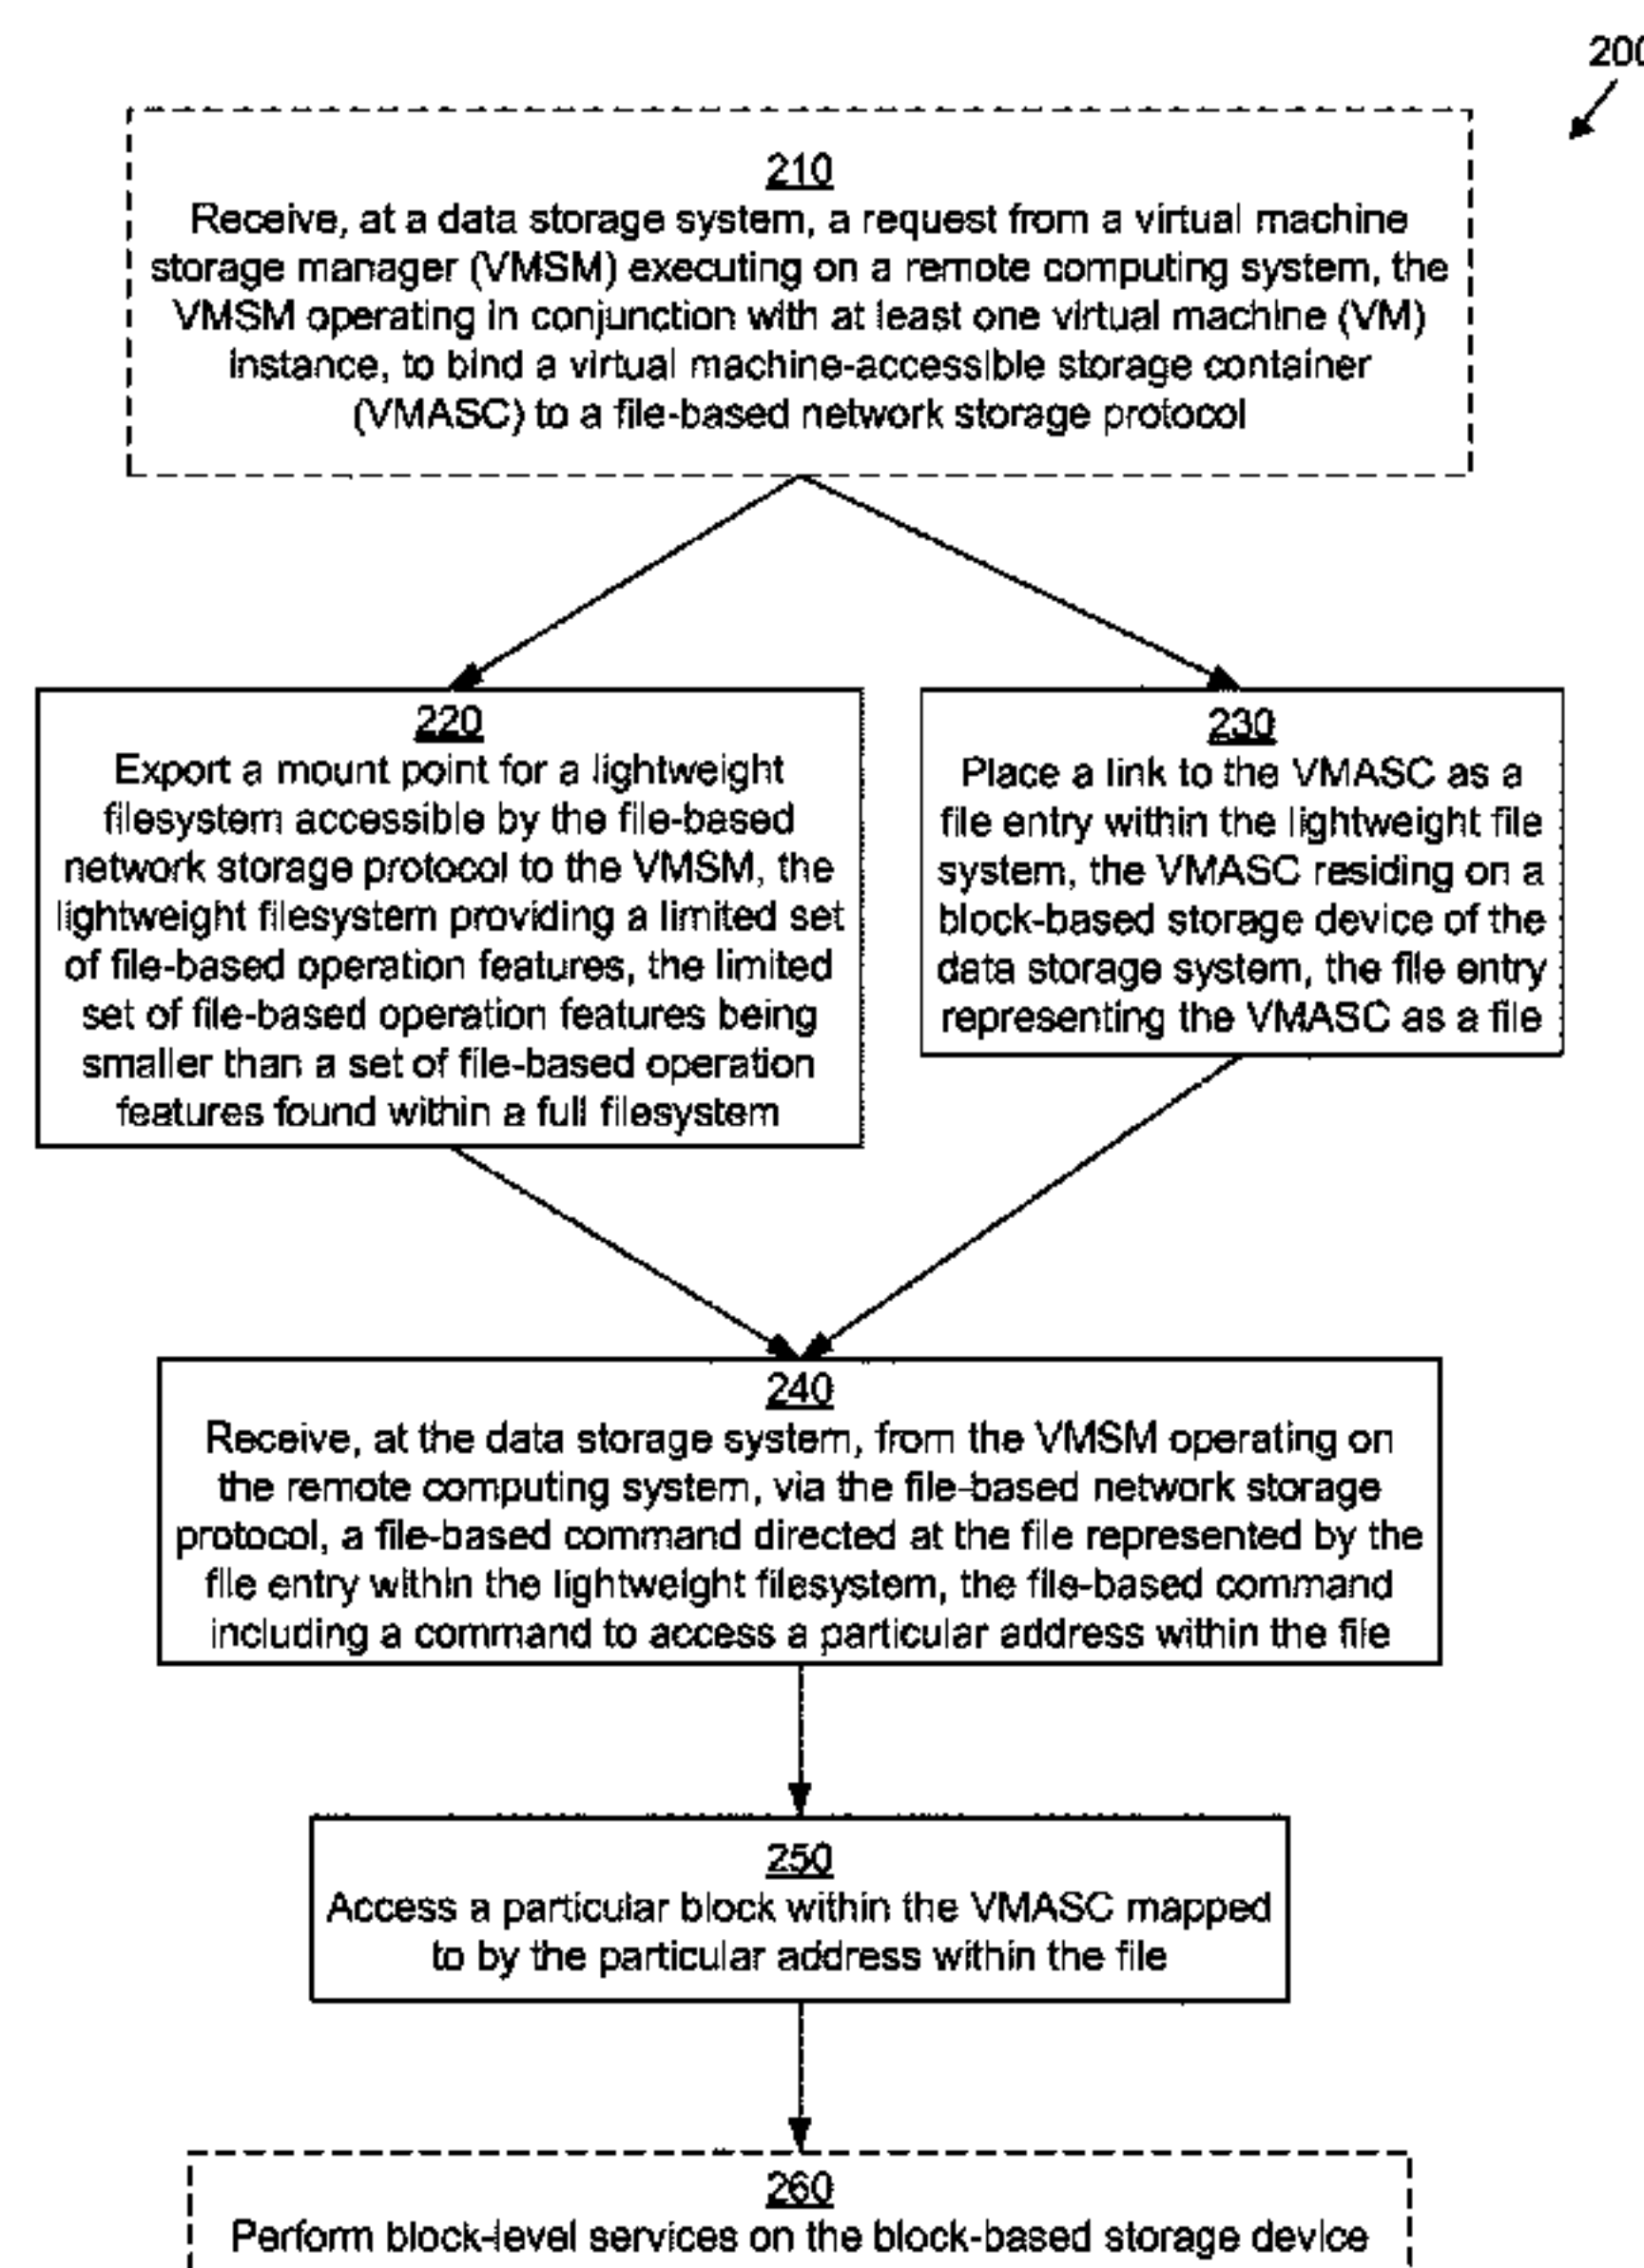 200
210
Receive, at a data storage system, a request from a virtual machine
storage manager (VMSM) executing on a remote computing system, the
VMSM operating in conjunction with at least one virtual machine (VM)
instance, to bind a virtual machine-accessible storage container
(VMASC) to a file-based network storage protocol
220
Export a mount point for a lightweight
filesystem accessible by the file-based
network storage protocol to the VMSM, the
lightweight filesystem providing a limited set
of file-based operation features, the limited
set of file-based operation features being
smaller than a set of file-based operation
features found within a full filesystem
230
Place a link to the VMASC as a
file entry within the lightweight file
system, the VMASC residing on a
block-based storage device of the
data storage system, the file entry
representing the VMASC as a file
240
Receive, at the data storage system, from the VMSM operating on
the remote computing system, via the file-based network storage
protocol, a file-based command directed at the file represented by the
file entry within the lightweight filesystem, the file-based command
including a command to access a particular address within the file
250
Access a particular block within the VMASC mapped
to by the particular address within the file
260
Perform block-level services on the block-based storage device